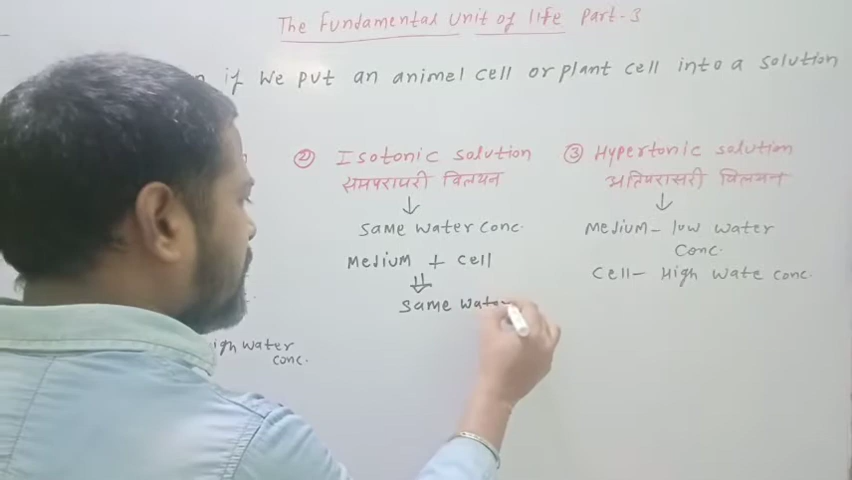 The Fundamental Unit of life Part-3
if We put an animel cell or plant cell into a solution
② Isotonic solution
समपरासरी विलयन
↓
Same water conc.
Medium + cell
⇓
Same water
③ Hypertonic solution
अतिपरासरी विलयन
↓
Medium - low water
conc.
Cell - High wate conc.
igh water
conc.